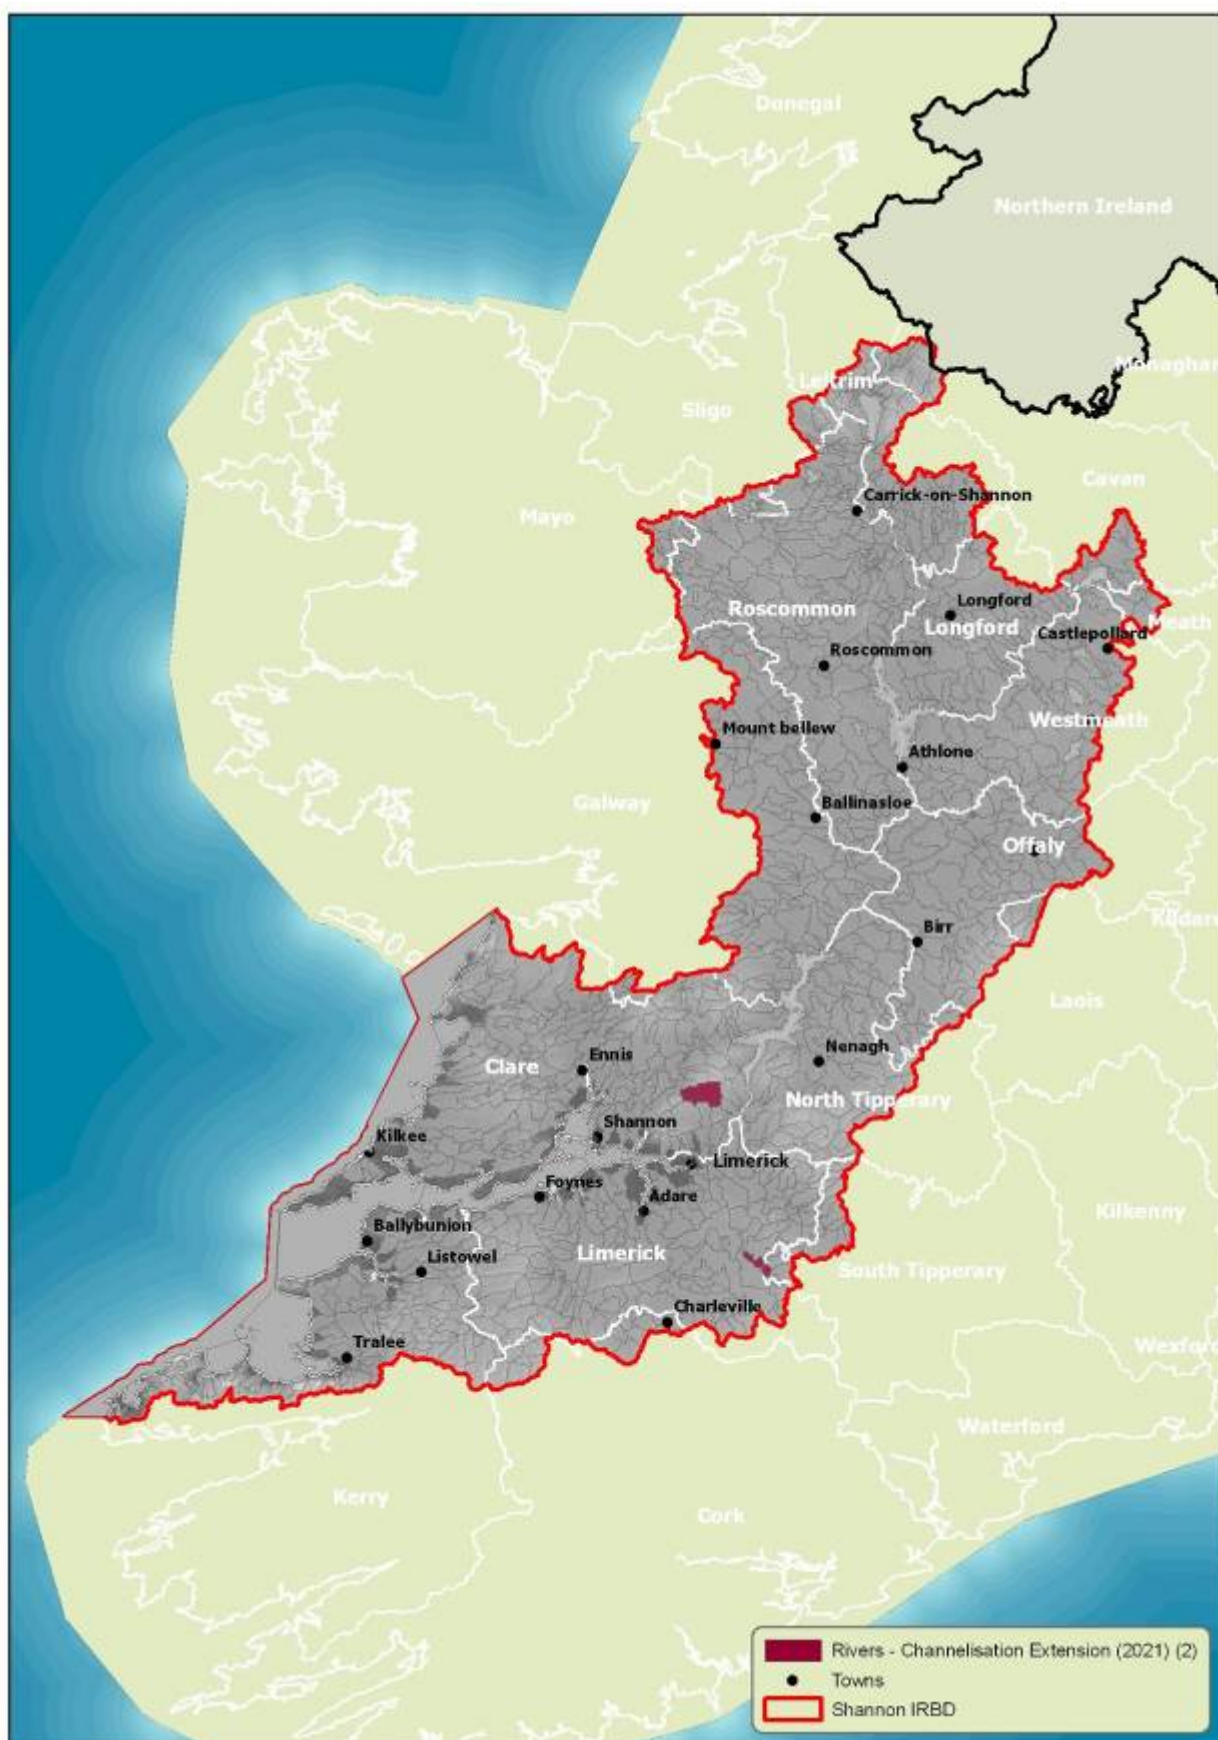 Donegal
Northern Ireland
Monaghan
Leitrim
Sligo
Cavan
Carrick-on-Shannon
Mayo
Roscommon
Longford
Longford
Meath
Castlepollard
Roscommon
Westmeath
Mount bellew
Athlone
Galway
Ballinasloe
Offaly
Kildare
Birr
Laois
Nenagh
Ennis
Clare
North Tipperary
Shannon
Kilkee
Limerick
Foynes
Adare
Kilkenny
Ballybunion
Limerick
Listowel
South Tipperary
Charleville
Wexford
Tralee
Waterford
Kerry
Cork
Rivers - Channelisation Extension (2021) (2)
Towns
Shannon IRBD